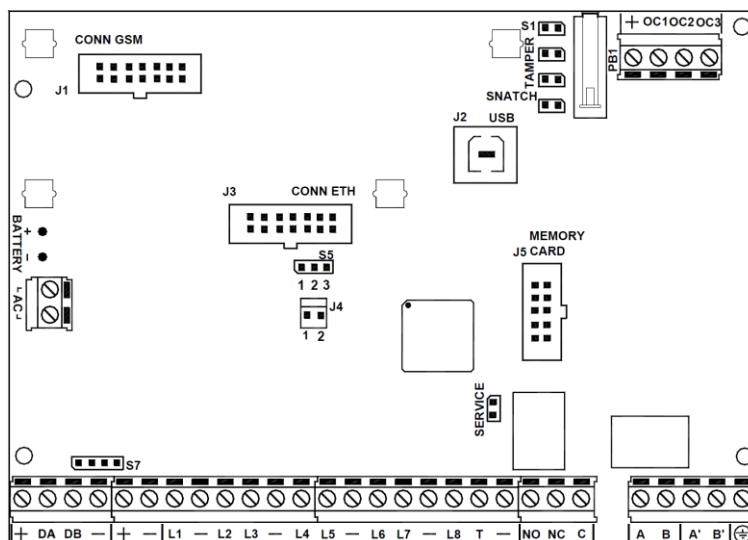 CONN GSM
J1
S1
TAMPER
SNATCH
PB1
+ OC1 OC2 OC3
J2 USB
J3 CONN ETH
BATTERY
+
−
AC
S5
1 2 3
J4
1 2
MEMORY
J5 CARD
SERVICE
S7
+ DA DB − + − L1 − L2 L3 − L4 L5 − L6 L7 − L8 T − NO NC C A B A' B'